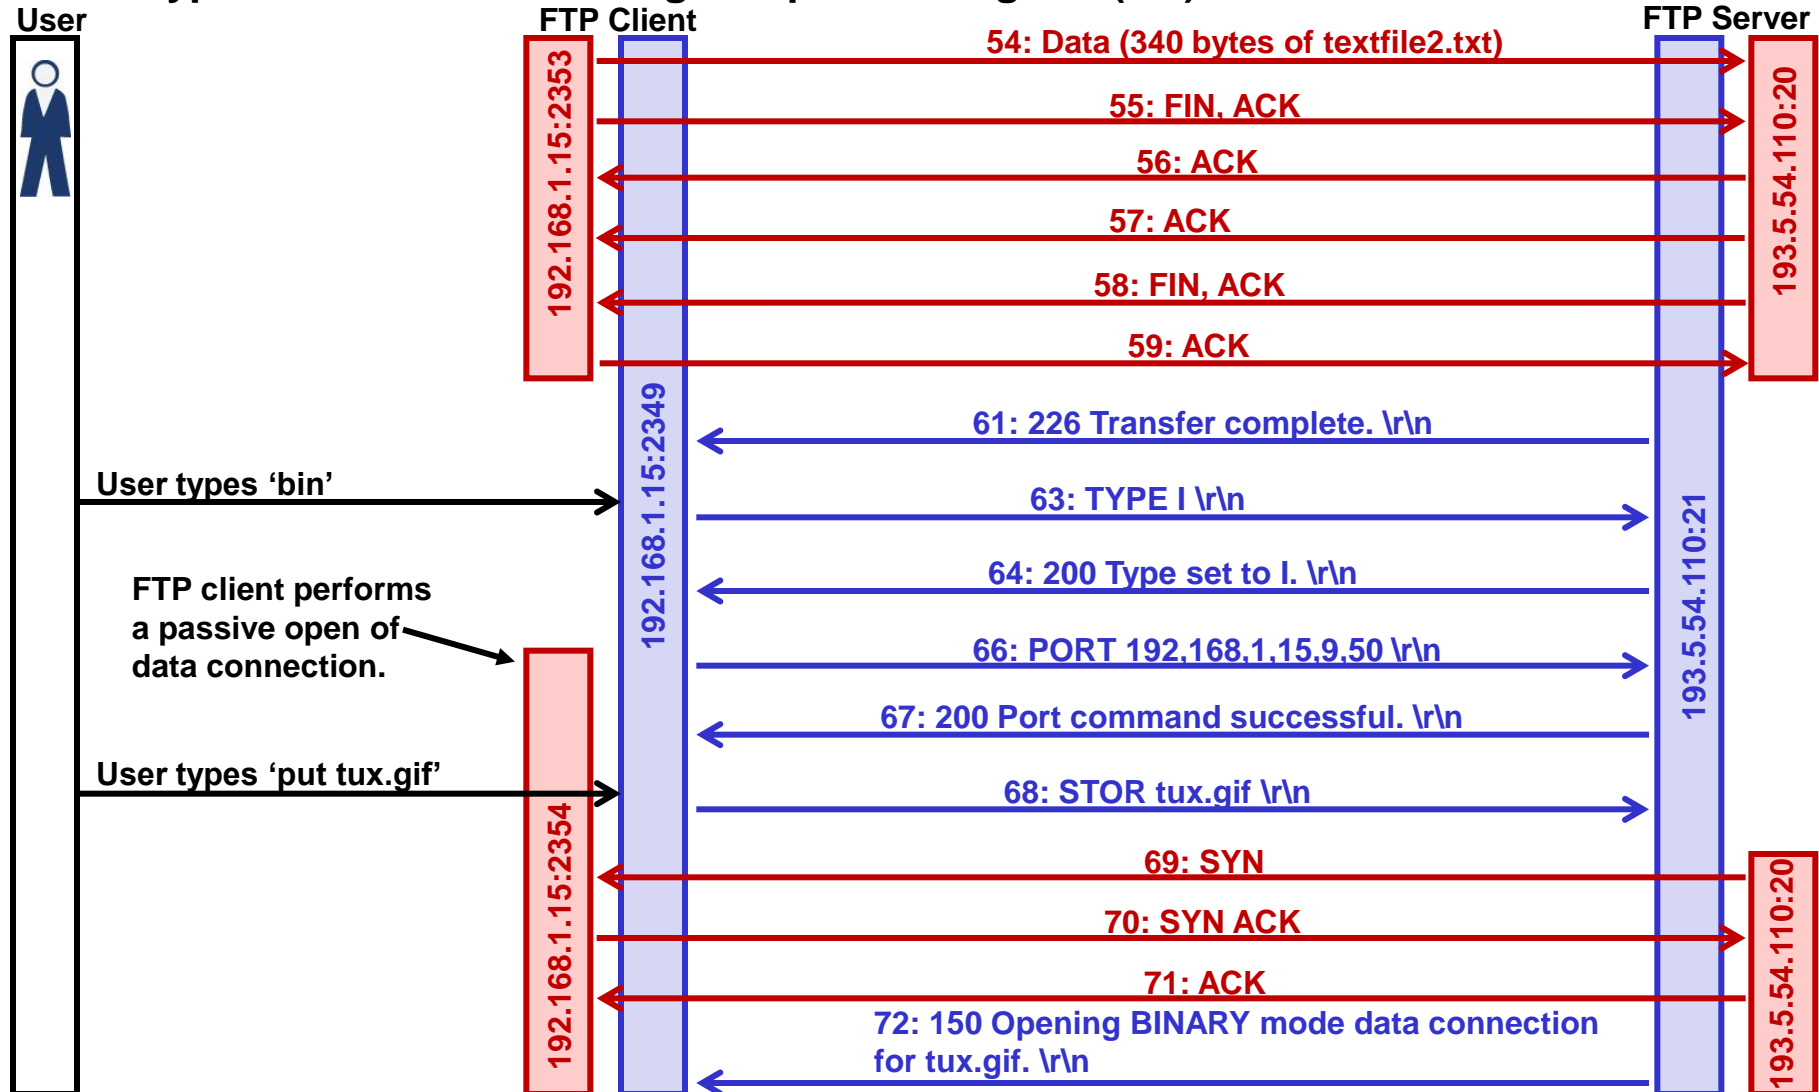 User
FTP Client
FTP Server
54: Data (340 bytes of textfile2.txt)
55: FIN, ACK
56: ACK
57: ACK
58: FIN, ACK
59: ACK
192.168.1.15:2353
193.5.54.110:20
61: 226 Transfer complete. \r\n
User types ‘bin’
63: TYPE I \r\n
64: 200 Type set to I. \r\n
192.168.1.15:2349
193.5.54.110:21
FTP client performs
a passive open of
data connection.
66: PORT 192,168,1,15,9,50 \r\n
67: 200 Port command successful. \r\n
User types ‘put tux.gif’
68: STOR tux.gif \r\n
69: SYN
70: SYN ACK
71: ACK
192.168.1.15:2354
193.5.54.110:20
72: 150 Opening BINARY mode data connection
for tux.gif. \r\n